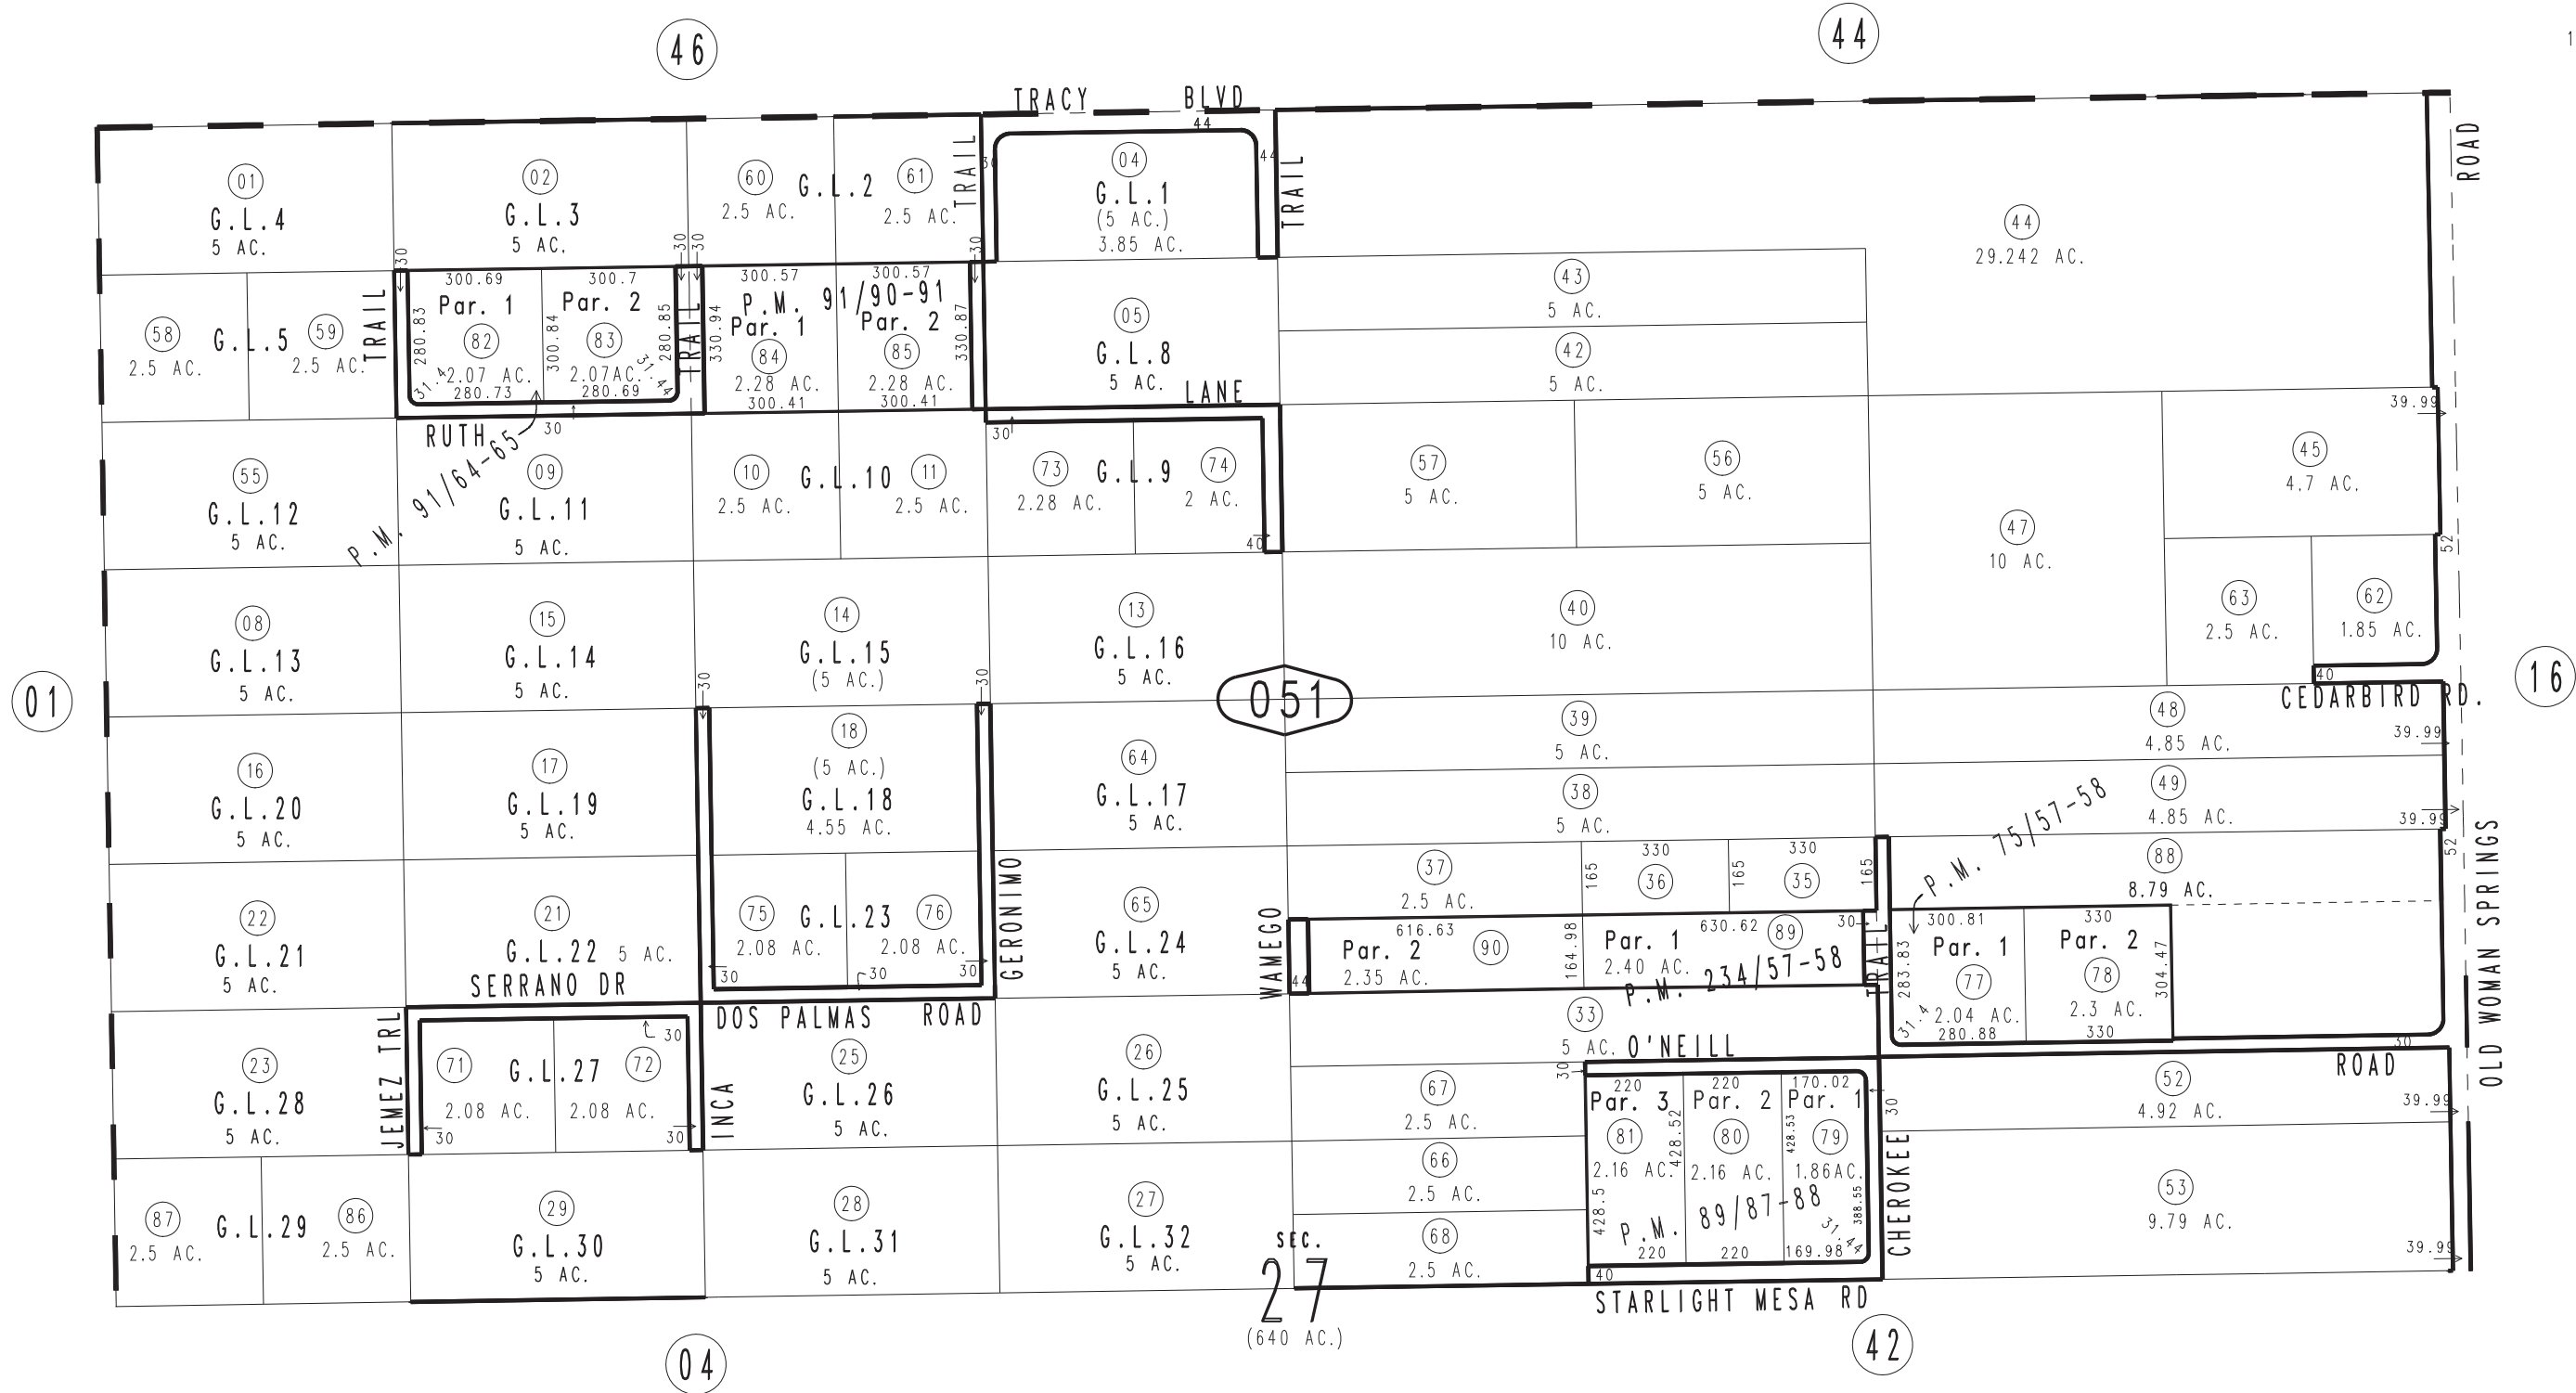 46
44
1
TRACY BLVD
44
TRAIL
30
44
TRAIL
ROAD
01
G.L.4
5 AC.
02
G.L.3
5 AC.
60
2.5 AC.
G.L.2
61
2.5 AC.
04
G.L.1
(5 AC.)
3.85 AC.
44
29.242 AC.
30
30
30
30
58
2.5 AC.
G.L.5
59
2.5 AC.
TRAIL
300.69
Par. 1
280.83
82
2.07 AC.
31.4
280.73
300.84
300.7
Par. 2
83
2.07AC.
280.69
280.85
31.44
TRAIL
300.57
300.57
P.M. 91/90-91
Par. 1
Par. 2
330.94
84
85
330.87
2.28 AC.
2.28 AC.
300.41
300.41
05
G.L.8
5 AC.
LANE
43
5 AC.
42
5 AC.
39.99
RUTH
30
P.M. 91/64-65
30
55
G.L.12
5 AC.
09
G.L.11
5 AC.
10
2.5 AC.
G.L.10
11
2.5 AC.
73
2.28 AC.
G.L.9
74
2 AC.
40
57
5 AC.
56
5 AC.
47
10 AC.
45
4.7 AC.
52
08
G.L.13
5 AC.
15
G.L.14
5 AC.
14
G.L.15
(5 AC.)
13
G.L.16
5 AC.
40
10 AC.
63
2.5 AC.
62
1.85 AC.
40
CEDARBIRD RD.
30
30
01
051
16
16
G.L.20
5 AC.
17
G.L.19
5 AC.
18
(5 AC.)
G.L.18
4.55 AC.
64
G.L.17
5 AC.
39
5 AC.
38
5 AC.
48
4.85 AC.
39.99
49
4.85 AC.
39.99
P.M. 75/57-58
52
22
G.L.21
5 AC.
21
G.L.22 5 AC.
75
2.08 AC.
G.L.23
76
2.08 AC.
30
30
30
GERONIMO
65
G.L.24
5 AC.
WAMEGO
37
2.5 AC.
165
330
36
165
330
35
165
88
8.79 AC.
616.63
Par. 2
90
2.35 AC.
44
164.98
Par. 1
630.62
89
2.40 AC.
30
P.M. 234/57-58
TRAIL
300.81
Par. 1
283.83
77
2.04 AC.
31.4
280.88
330
Par. 2
78
2.3 AC.
330
304.47
OLD WOMAN SPRINGS
SERRANO DR
DOS PALMAS ROAD
33
5 AC.
O'NEILL
30
ROAD
23
G.L.28
5 AC.
JEMEZ TRL
71
2.08 AC.
G.L.27
72
2.08 AC.
30
30
30
INCA
25
G.L.26
5 AC.
26
G.L.25
5 AC.
67
2.5 AC.
30
220
Par. 3
81
2.16 AC.
428.5
220
428.52
220
Par. 2
80
2.16 AC.
220
428.53
170.02
Par. 1
79
1.86AC.
388.55
31.44
169.98
P.M. 89/87-88
30
CHEROKEE
52
4.92 AC.
39.99
87
2.5 AC.
G.L.29
86
2.5 AC.
29
G.L.30
5 AC.
28
G.L.31
5 AC.
27
G.L.32
5 AC.
66
2.5 AC.
68
2.5 AC.
53
9.79 AC.
39.99
40
STARLIGHT MESA RD
SEC.
27
(640 AC.)
04
42